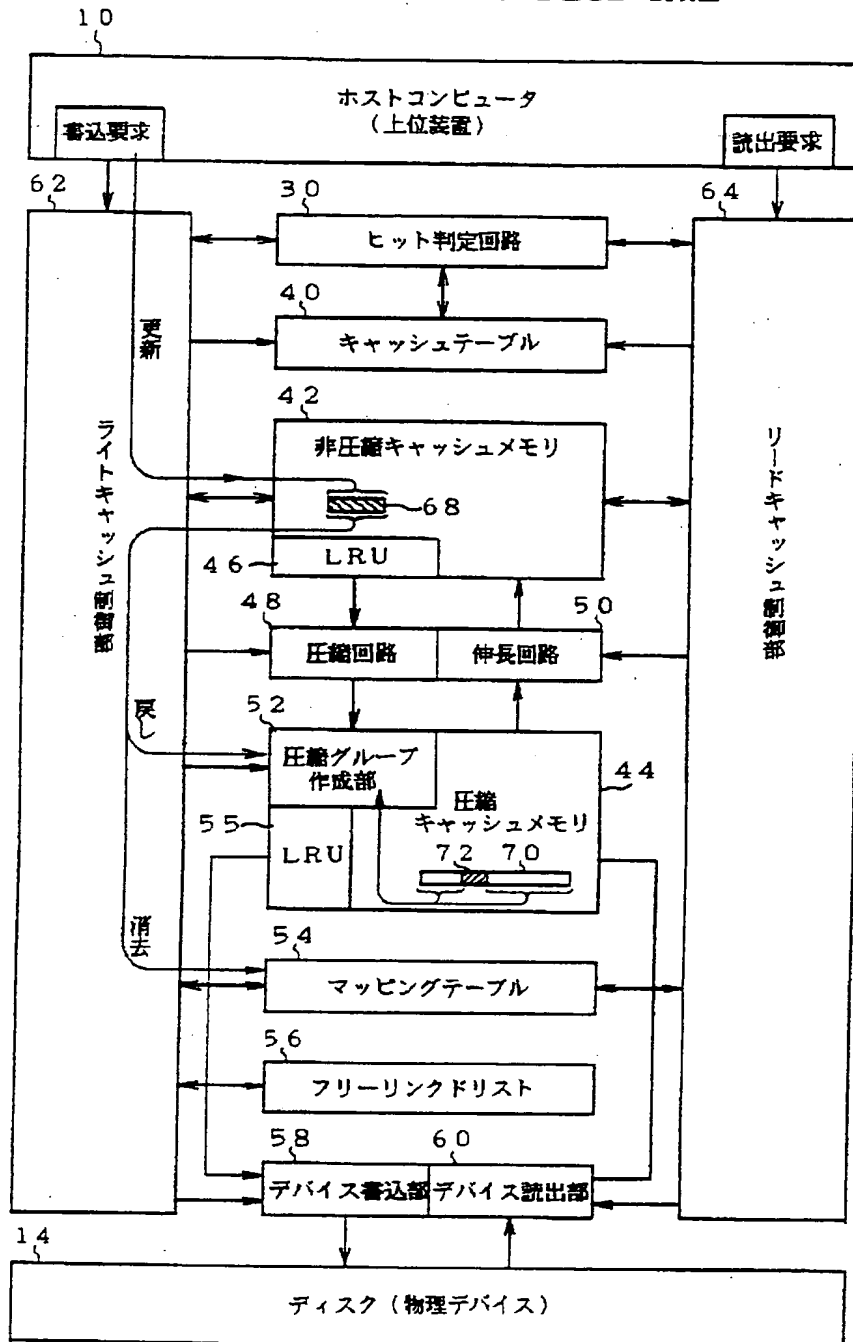 10
ホストコンピュータ
(上位装置)
書込要求
読出要求
62
30
64
ヒット判定回路
40
キャッシュテーブル
更新
42
非圧縮キャッシュメモリ
68
46
LRU
ライトキャッシュ制御部
リードキャッシュ制御部
48
50
圧縮回路
伸長回路
戻し
52
圧縮グループ
作成部
44
圧縮
キャッシュメモリ
55
LRU
72
70
消去
54
マッピングテーブル
56
フリーリンクドリスト
58
60
デバイス書込部
デバイス読出部
14
ディスク(物理デバイス)